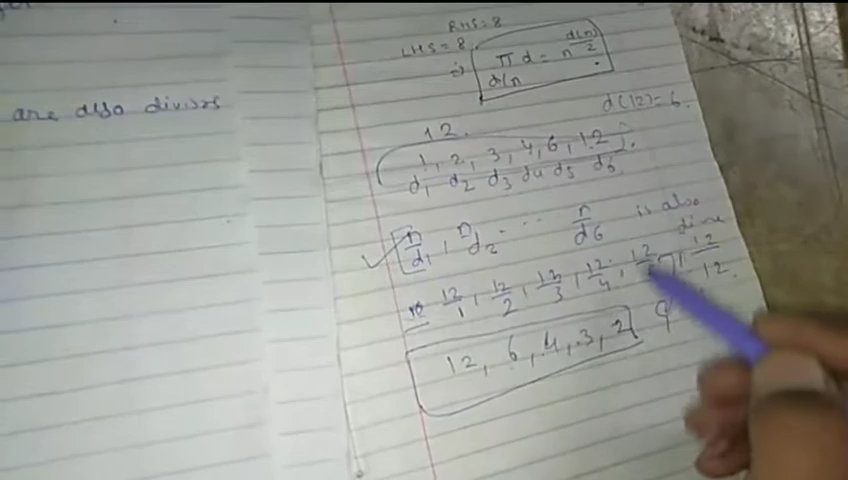 are also divisors
RHS = 8
LHS = 8
⇒ π d = n^(d(n)/2)
d|n
d(12) = 6.
12.
1, 2, 3, 4, 6, 12
d1 d2 d3 d4 d5 d6
n/d1, n/d2 ... n/d6 is also
12/1, 12/2, 12/3, 12/4, 12/ , 12/12.
12, 6, 4, 3, 2